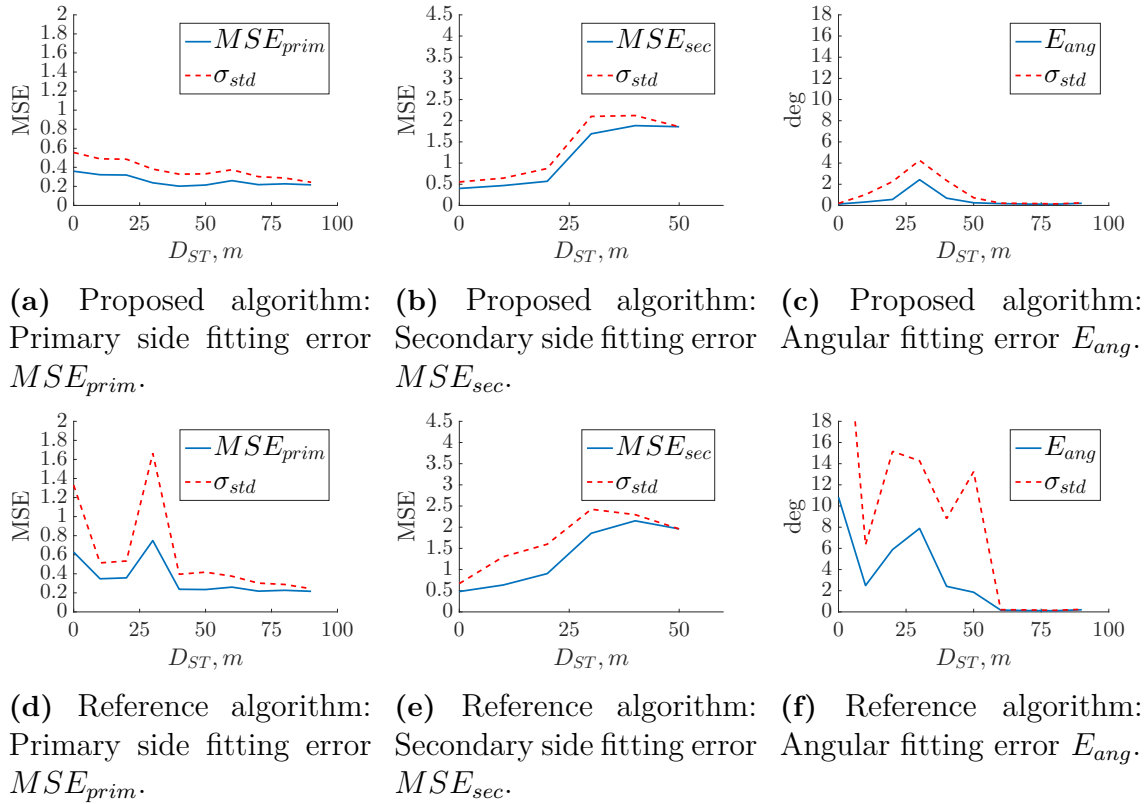 2
1.8
1.6
1.4
1.2
1
0.8
0.6
0.4
0.2
0
MSE
MSE_prim
σ_std
0 25 50 75 100
D_ST, m
4.5
4
3.5
3
2.5
2
1.5
1
0.5
0
MSE
MSE_sec
σ_std
0 25 50
D_ST, m
18
16
14
12
10
8
6
4
2
0
deg
E_ang
σ_std
0 25 50 75 100
D_ST, m
(a) Proposed algorithm:
Primary side fitting error
MSE_prim.
(b) Proposed algorithm:
Secondary side fitting error
MSE_sec.
(c) Proposed algorithm:
Angular fitting error E_ang.
2
1.8
1.6
1.4
1.2
1
0.8
0.6
0.4
0.2
0
MSE
MSE_prim
σ_std
0 25 50 75 100
D_ST, m
4.5
4
3.5
3
2.5
2
1.5
1
0.5
0
MSE
MSE_sec
σ_std
0 25 50
D_ST, m
18
16
14
12
10
8
6
4
2
0
deg
E_ang
σ_std
0 25 50 75 100
D_ST, m
(d) Reference algorithm:
Primary side fitting error
MSE_prim.
(e) Reference algorithm:
Secondary side fitting error
MSE_sec.
(f) Reference algorithm:
Angular fitting error E_ang.